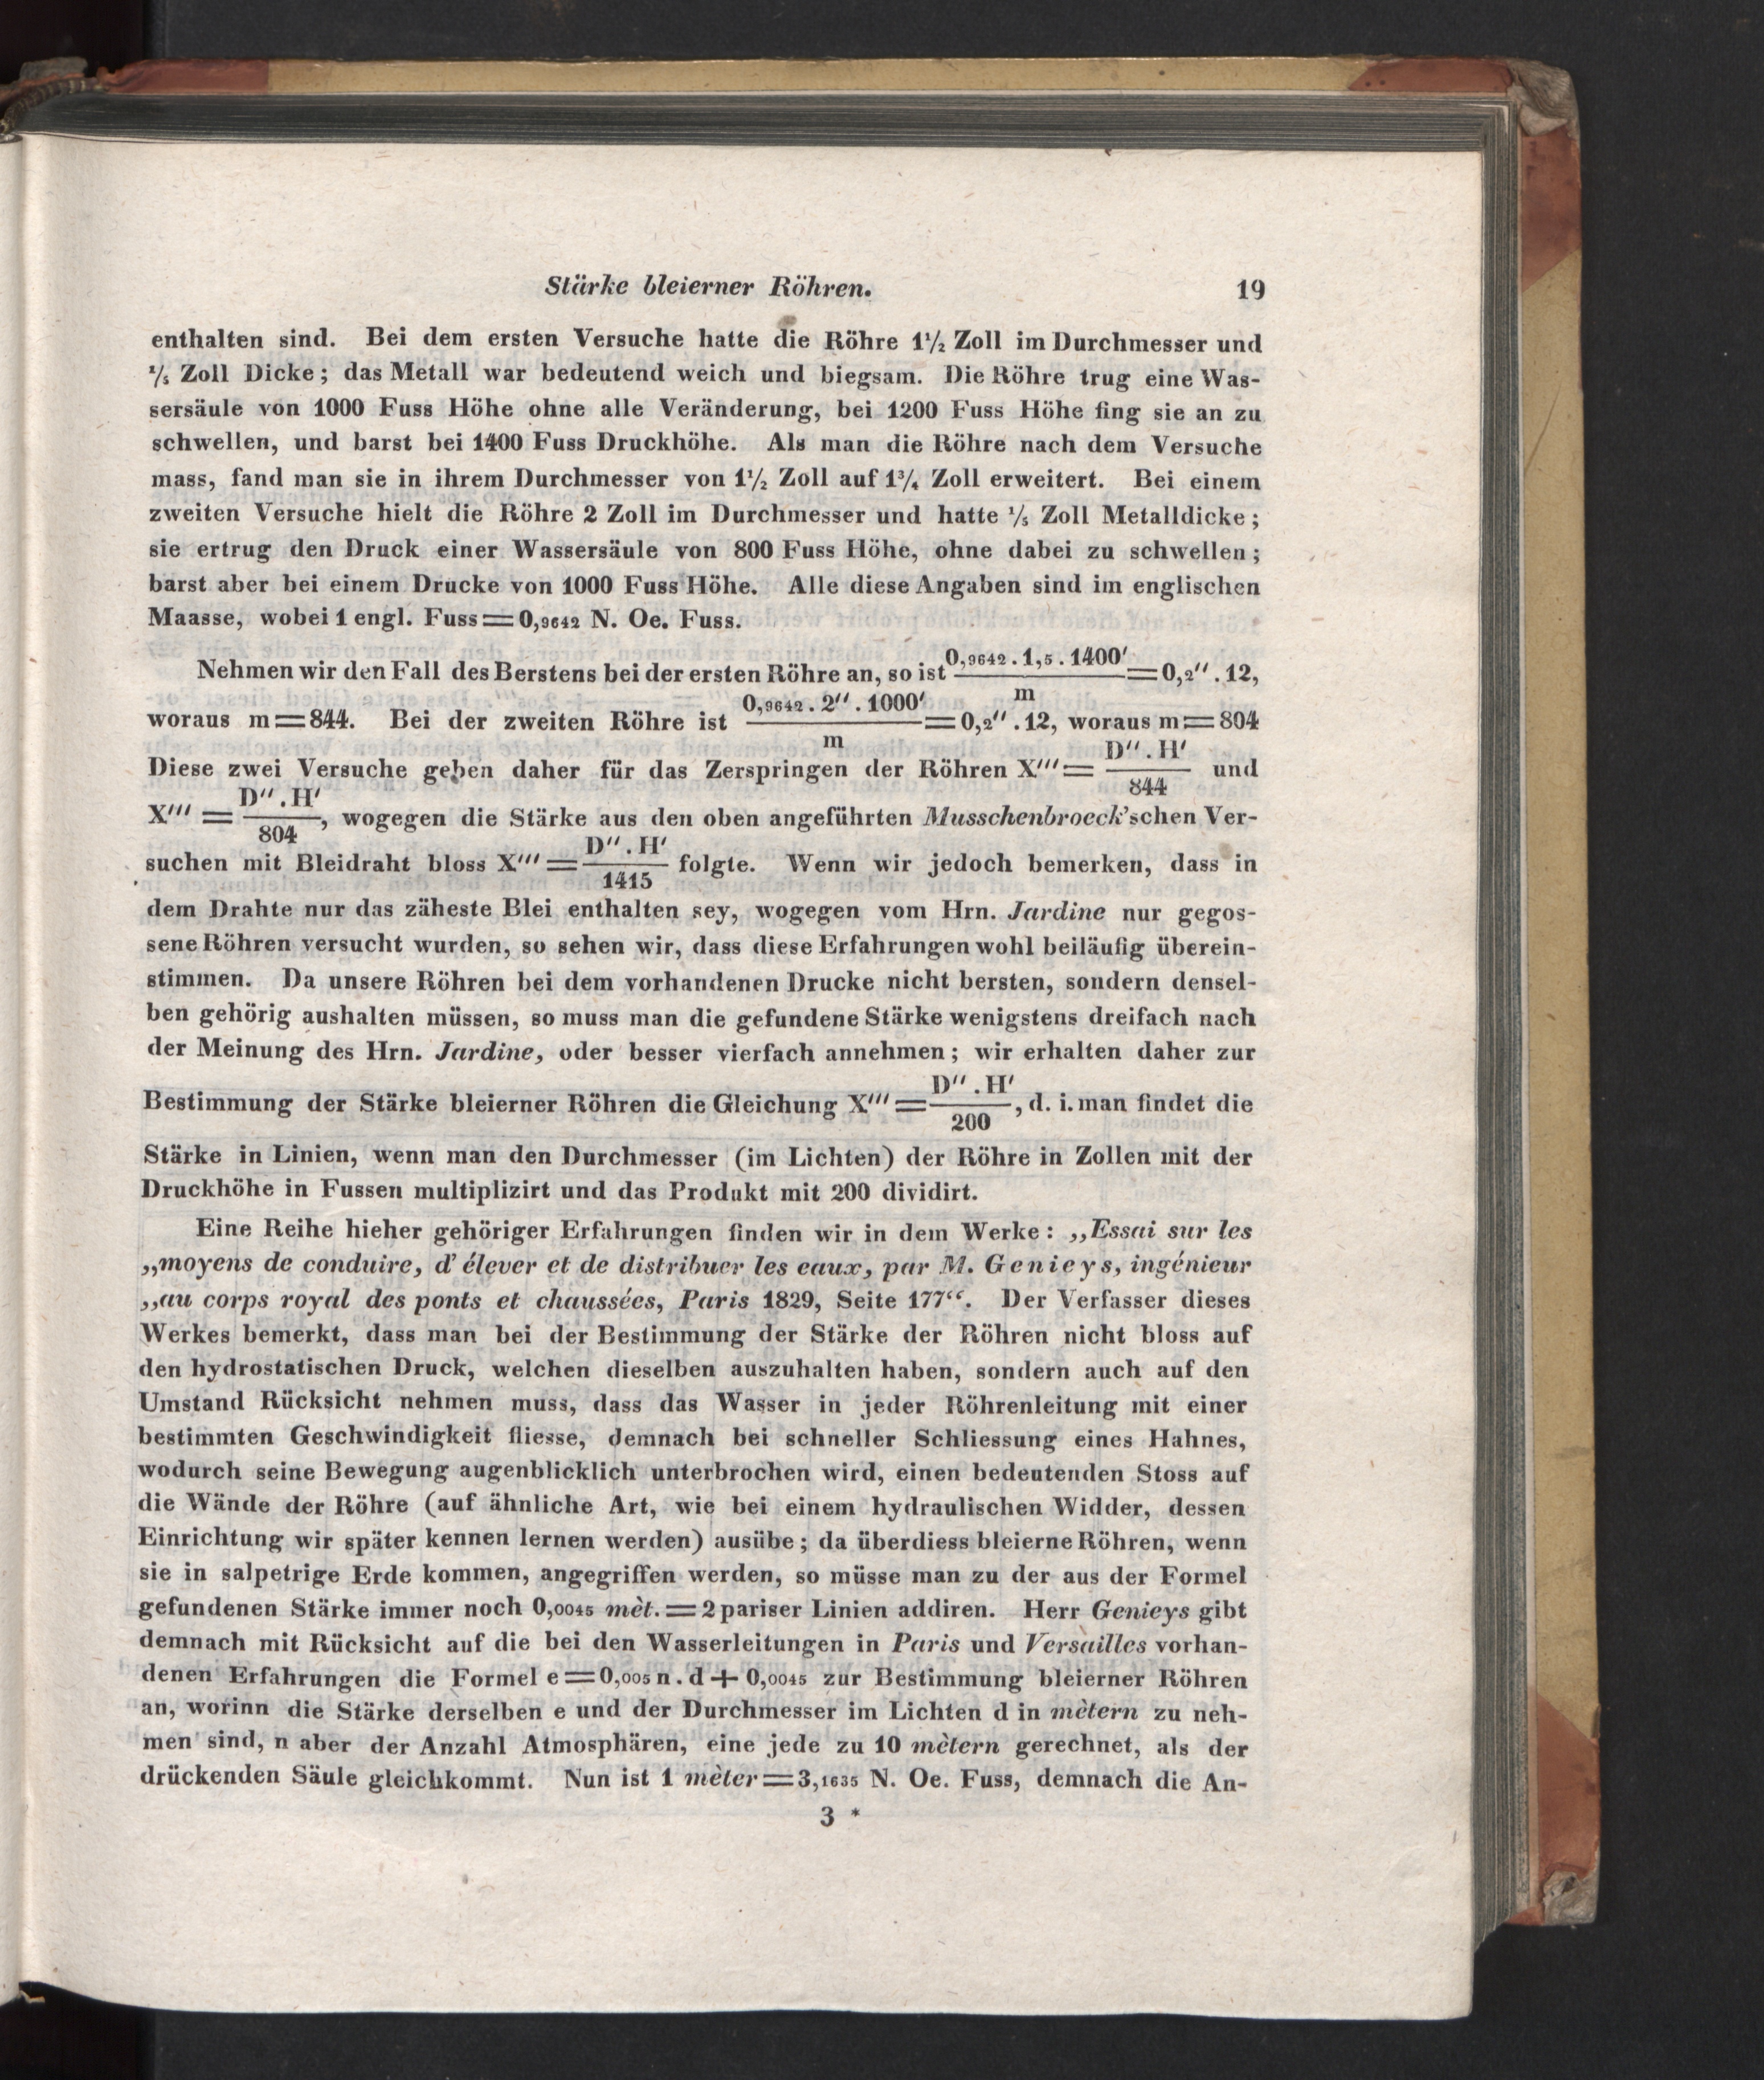 Stärke bleierner Röhren. 19
enthalten sind. Bei dem ersten Versuche hatte die Röhre 1½ Zoll im Durchmesser und
⅕ Zoll Dicke; das Metall war bedeutend weich und biegsam. Die Röhre trug eine Was-
sersäule von 1000 Fuss Höhe ohne alle Veränderung, bei 1200 Fuss Höhe fing sie an zu
schwellen, und barst bei 1400 Fuss Druckhöhe. Als man die Röhre nach dem Versuche
mass, fand man sie in ihrem Durchmesser von 1½ Zoll auf 1¾ Zoll erweitert. Bei einem
zweiten Versuche hielt die Röhre 2 Zoll im Durchmesser und hatte ⅕ Zoll Metalldicke;
sie ertrug den Druck einer Wassersäule von 800 Fuss Höhe, ohne dabei zu schwellen;
barst aber bei einem Drucke von 1000 Fuss Höhe. Alle diese Angaben sind im englischen
Maasse, wobei 1 engl. Fuss = 0,9642 N. Oe. Fuss.
Nehmen wir den Fall des Berstens bei der ersten Röhre an, so ist 0,9642 . 1,5 . 1400′ / m = 0,2″ . 12,
woraus m = 844. Bei der zweiten Röhre ist 0,9642 . 2″ . 1000′ / m = 0,2″ . 12, woraus m = 804
Diese zwei Versuche geben daher für das Zerspringen der Röhren X‴ = D″ . H′ / 844 und
X‴ = D″ . H′ / 804, wogegen die Stärke aus den oben angeführten Musschenbroeck'schen Ver-
suchen mit Bleidraht bloss X‴ = D″ . H′ / 1415 folgte. Wenn wir jedoch bemerken, dass in
dem Drahte nur das zäheste Blei enthalten sey, wogegen vom Hrn. Jardine nur gegos-
sene Röhren versucht wurden, so sehen wir, dass diese Erfahrungen wohl beiläufig überein-
stimmen. Da unsere Röhren bei dem vorhandenen Drucke nicht bersten, sondern densel-
ben gehörig aushalten müssen, so muss man die gefundene Stärke wenigstens dreifach nach
der Meinung des Hrn. Jardine, oder besser vierfach annehmen; wir erhalten daher zur
Bestimmung der Stärke bleierner Röhren die Gleichung X‴ = D″ . H′ / 200, d. i. man findet die
Stärke in Linien, wenn man den Durchmesser (im Lichten) der Röhre in Zollen mit der
Druckhöhe in Fussen multiplizirt und das Produkt mit 200 dividirt.
Eine Reihe hieher gehöriger Erfahrungen finden wir in dem Werke: „Essai sur les
„moyens de conduire, d' élever et de distribuer les eaux, par M. Genieys, ingénieur
„au corps royal des ponts et chaussées, Paris 1829, Seite 177“. Der Verfasser dieses
Werkes bemerkt, dass man bei der Bestimmung der Stärke der Röhren nicht bloss auf
den hydrostatischen Druck, welchen dieselben auszuhalten haben, sondern auch auf den
Umstand Rücksicht nehmen muss, dass das Wasser in jeder Röhrenleitung mit einer
bestimmten Geschwindigkeit fliesse, demnach bei schneller Schliessung eines Hahnes,
wodurch seine Bewegung augenblicklich unterbrochen wird, einen bedeutenden Stoss auf
die Wände der Röhre (auf ähnliche Art, wie bei einem hydraulischen Widder, dessen
Einrichtung wir später kennen lernen werden) ausübe; da überdiess bleierne Röhren, wenn
sie in salpetrige Erde kommen, angegriffen werden, so müsse man zu der aus der Formel
gefundenen Stärke immer noch 0,0045 mèt. = 2 pariser Linien addiren. Herr Genieys gibt
demnach mit Rücksicht auf die bei den Wasserleitungen in Paris und Versailles vorhan-
denen Erfahrungen die Formel e = 0,005 n . d + 0,0045 zur Bestimmung bleierner Röhren
an, worinn die Stärke derselben e und der Durchmesser im Lichten d in mètern zu neh-
men sind, n aber der Anzahl Atmosphären, eine jede zu 10 mètern gerechnet, als der
drückenden Säule gleichkommt. Nun ist 1 mèter = 3,1635 N. Oe. Fuss, demnach die An-
3 *